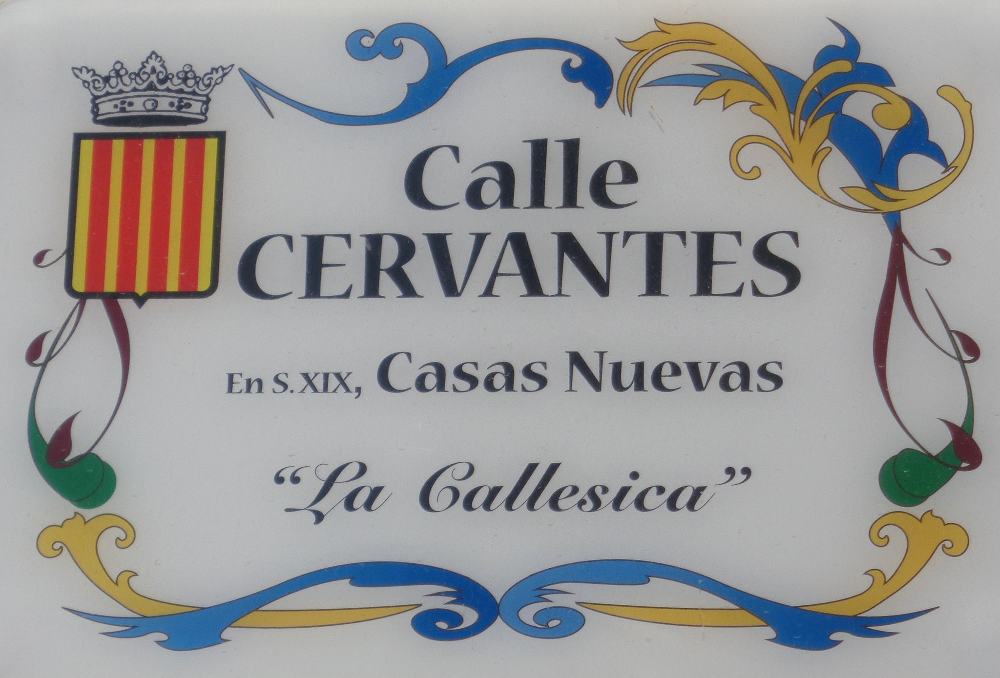 Calle
CERVANTES
En S. XIX, Casas Nuevas
“La Callesica”